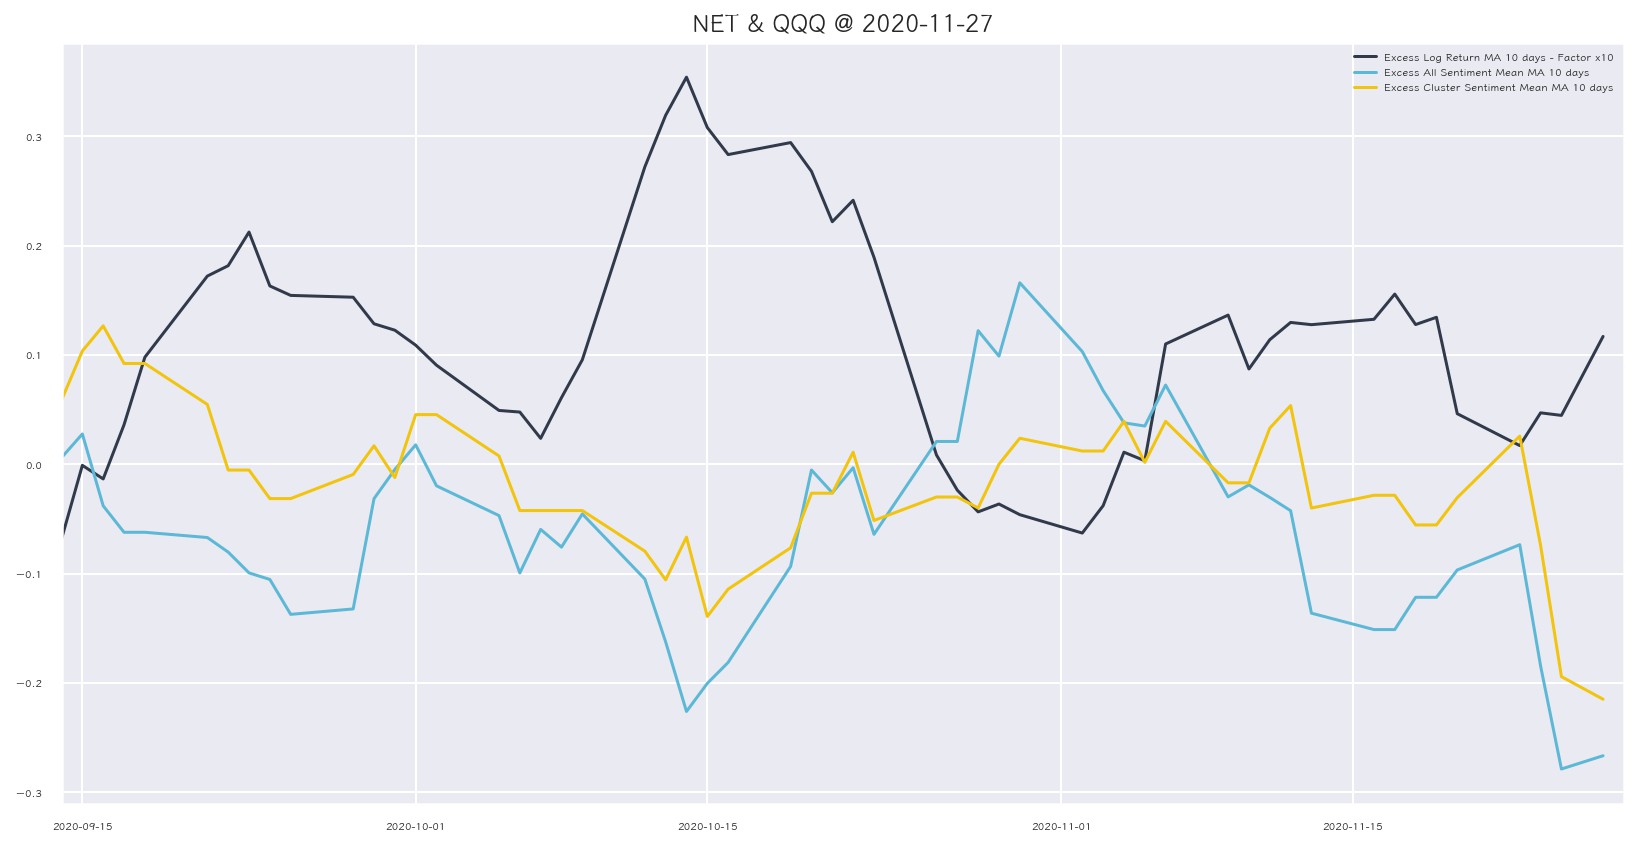 NET & QQQ @ 2020-11-27
Excess Log Return MA 10 days - Factor x10
Excess All Sentiment Mean MA 10 days
Excess Cluster Sentiment Mean MA 10 days
0.3
0.2
0.1
0.0
−0.1
−0.2
−0.3
2020-09-15 2020-10-01 2020-10-15 2020-11-01 2020-11-15